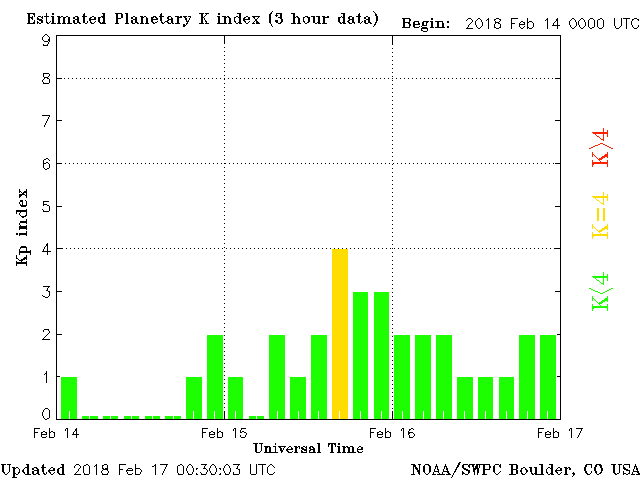 Estimated Planetary K index (3 hour data) Begin: 2018 Feb 14 0000 UTC
9
8
7
6
5
4
3
2
1
0
Kp index
K>4
K=4
K<4
Feb 14 Feb 15 Feb 16 Feb 17
Universal Time
Updated 2018 Feb 17 00:30:03 UTC NOAA/SWPC Boulder, CO USA